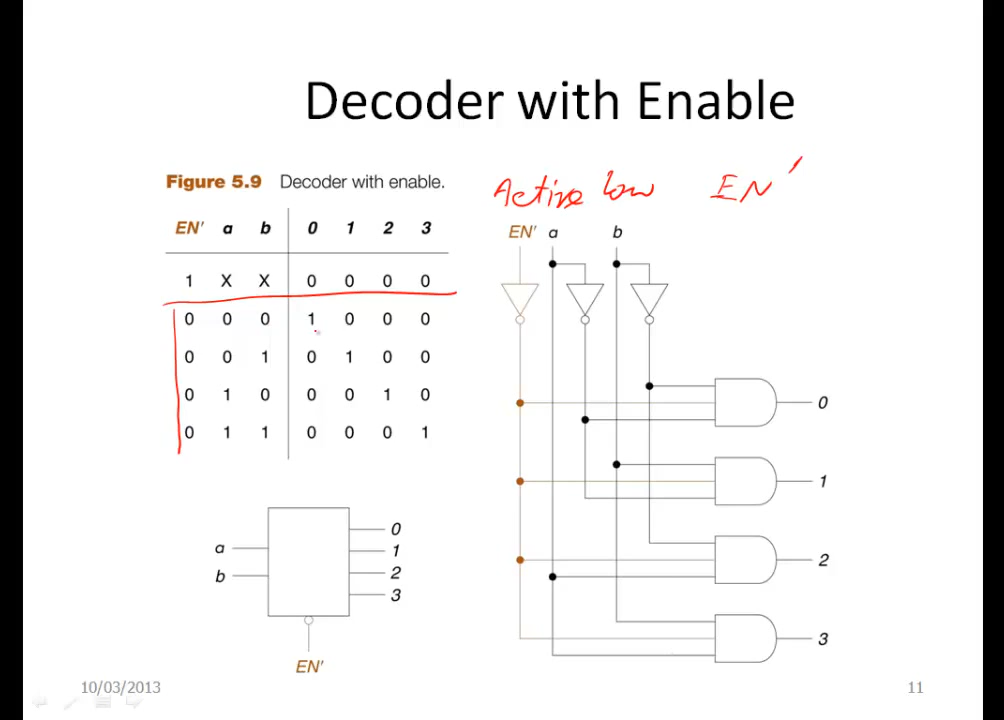 Decoder with Enable
Figure 5.9 Decoder with enable.
Active low EN'
EN' a b 0 1 2 3
1 X X 0 0 0 0
0 0 0 1 0 0 0
0 0 1 0 1 0 0
0 1 0 0 0 1 0
0 1 1 0 0 0 1
EN' a b
0
1
2
3
a
b
0
1
2
3
EN'
10/03/2013
11